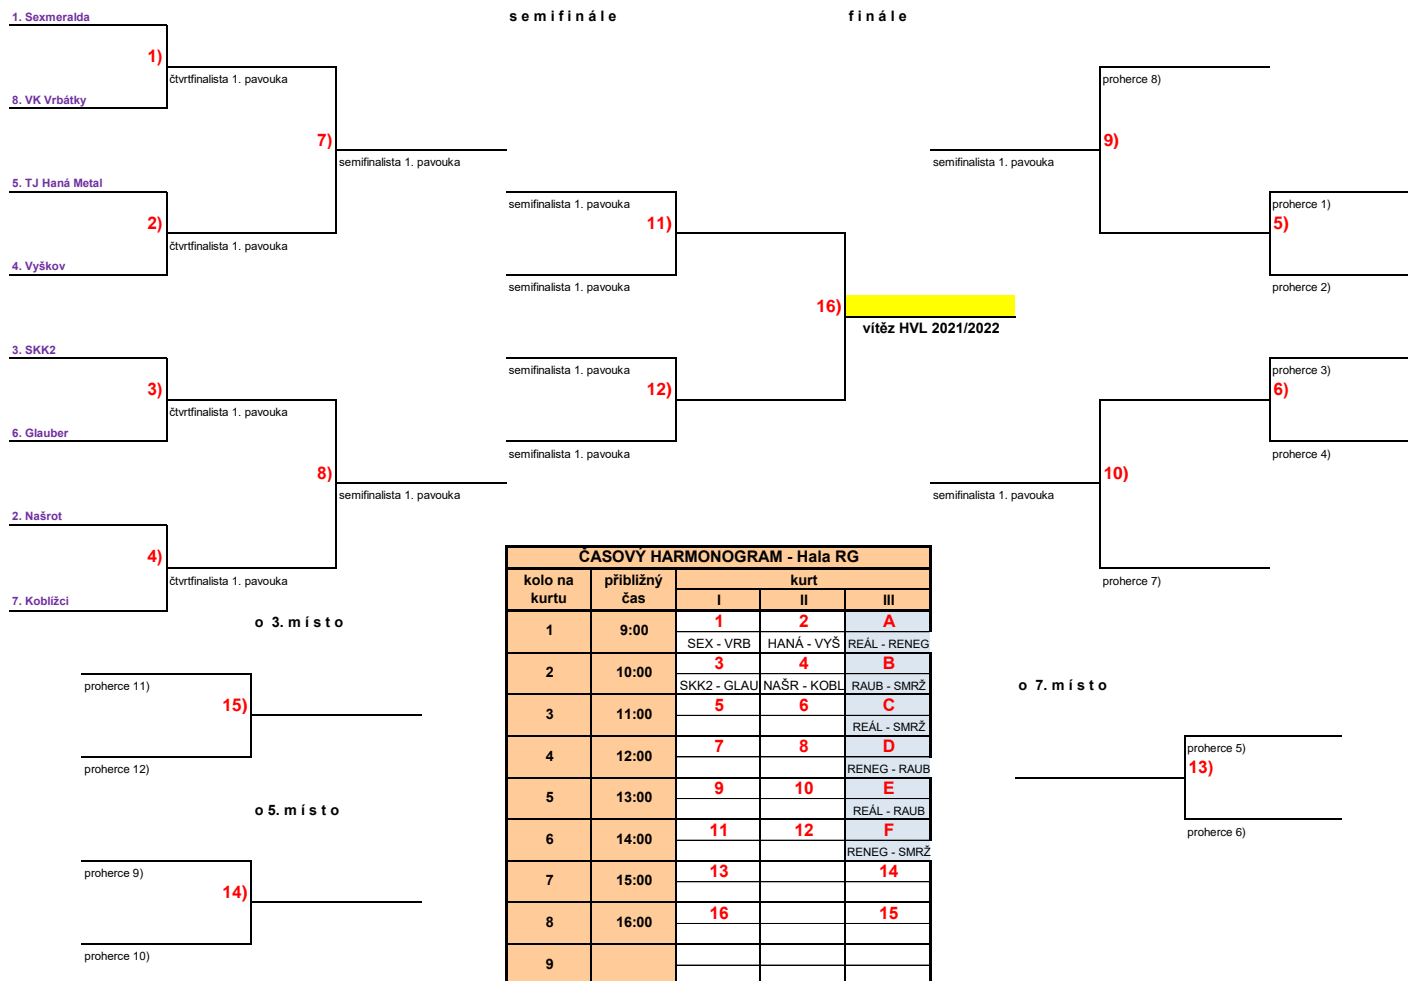 1. Sexmeralda
s e m i f i n á l e
f i n á l e
1)
čtvrtfinalista 1. pavouka
proherce 8)
8. VK Vrbátky
7)
9)
semifinalista 1. pavouka
semifinalista 1. pavouka
5. TJ Haná Metal
semifinalista 1. pavouka
proherce 1)
2)
11)
5)
čtvrtfinalista 1. pavouka
4. Vyškov
semifinalista 1. pavouka
proherce 2)
16)
vítěz HVL 2021/2022
3. SKK2
semifinalista 1. pavouka
proherce 3)
3)
12)
6)
čtvrtfinalista 1. pavouka
6. Glauber
semifinalista 1. pavouka
proherce 4)
8)
10)
semifinalista 1. pavouka
semifinalista 1. pavouka
2. Našrot
4)
čtvrtfinalista 1. pavouka
proherce 7)
7. Koblížci
ČASOVÝ HARMONOGRAM - Hala RG
kolo na kurtu přibližný čas kurt
I II III
1 9:00 1 2 A
SEX - VRB HANÁ - VYŠ REÁL - RENEG
2 10:00 3 4 B
SKK2 - GLAU NAŠR - KOBL RAUB - SMRŽ
3 11:00 5 6 C
REÁL - SMRŽ
4 12:00 7 8 D
RENEG - RAUB
5 13:00 9 10 E
REÁL - RAUB
6 14:00 11 12 F
RENEG - SMRŽ
7 15:00 13 14
8 16:00 16 15
9
o 3. m í s t o
proherce 11)
15)
proherce 12)
o 5. m í s t o
proherce 9)
14)
proherce 10)
o 7. m í s t o
proherce 5)
13)
proherce 6)